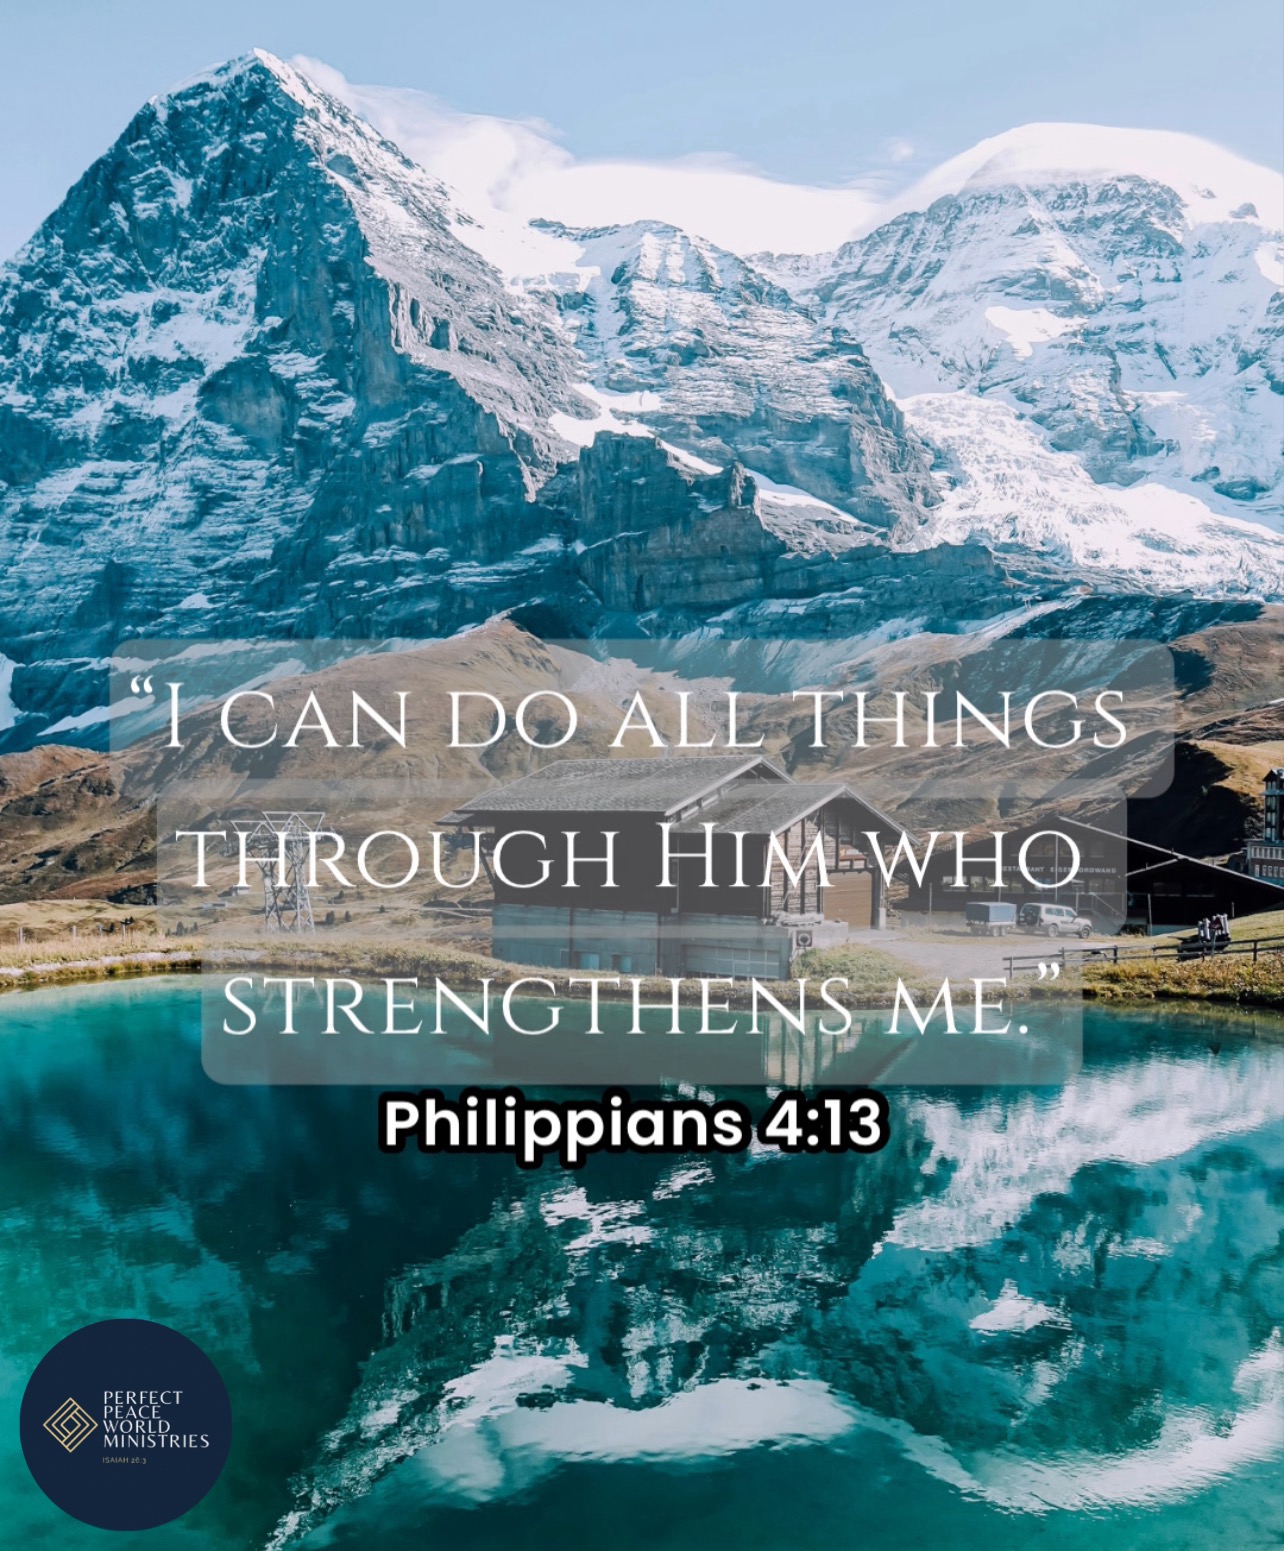 “I can do all things
through Him who
strengthens me.”
Philippians 4:13
PERFECT
PEACE
WORLD
MINISTRIES
ISAIAH 26:3